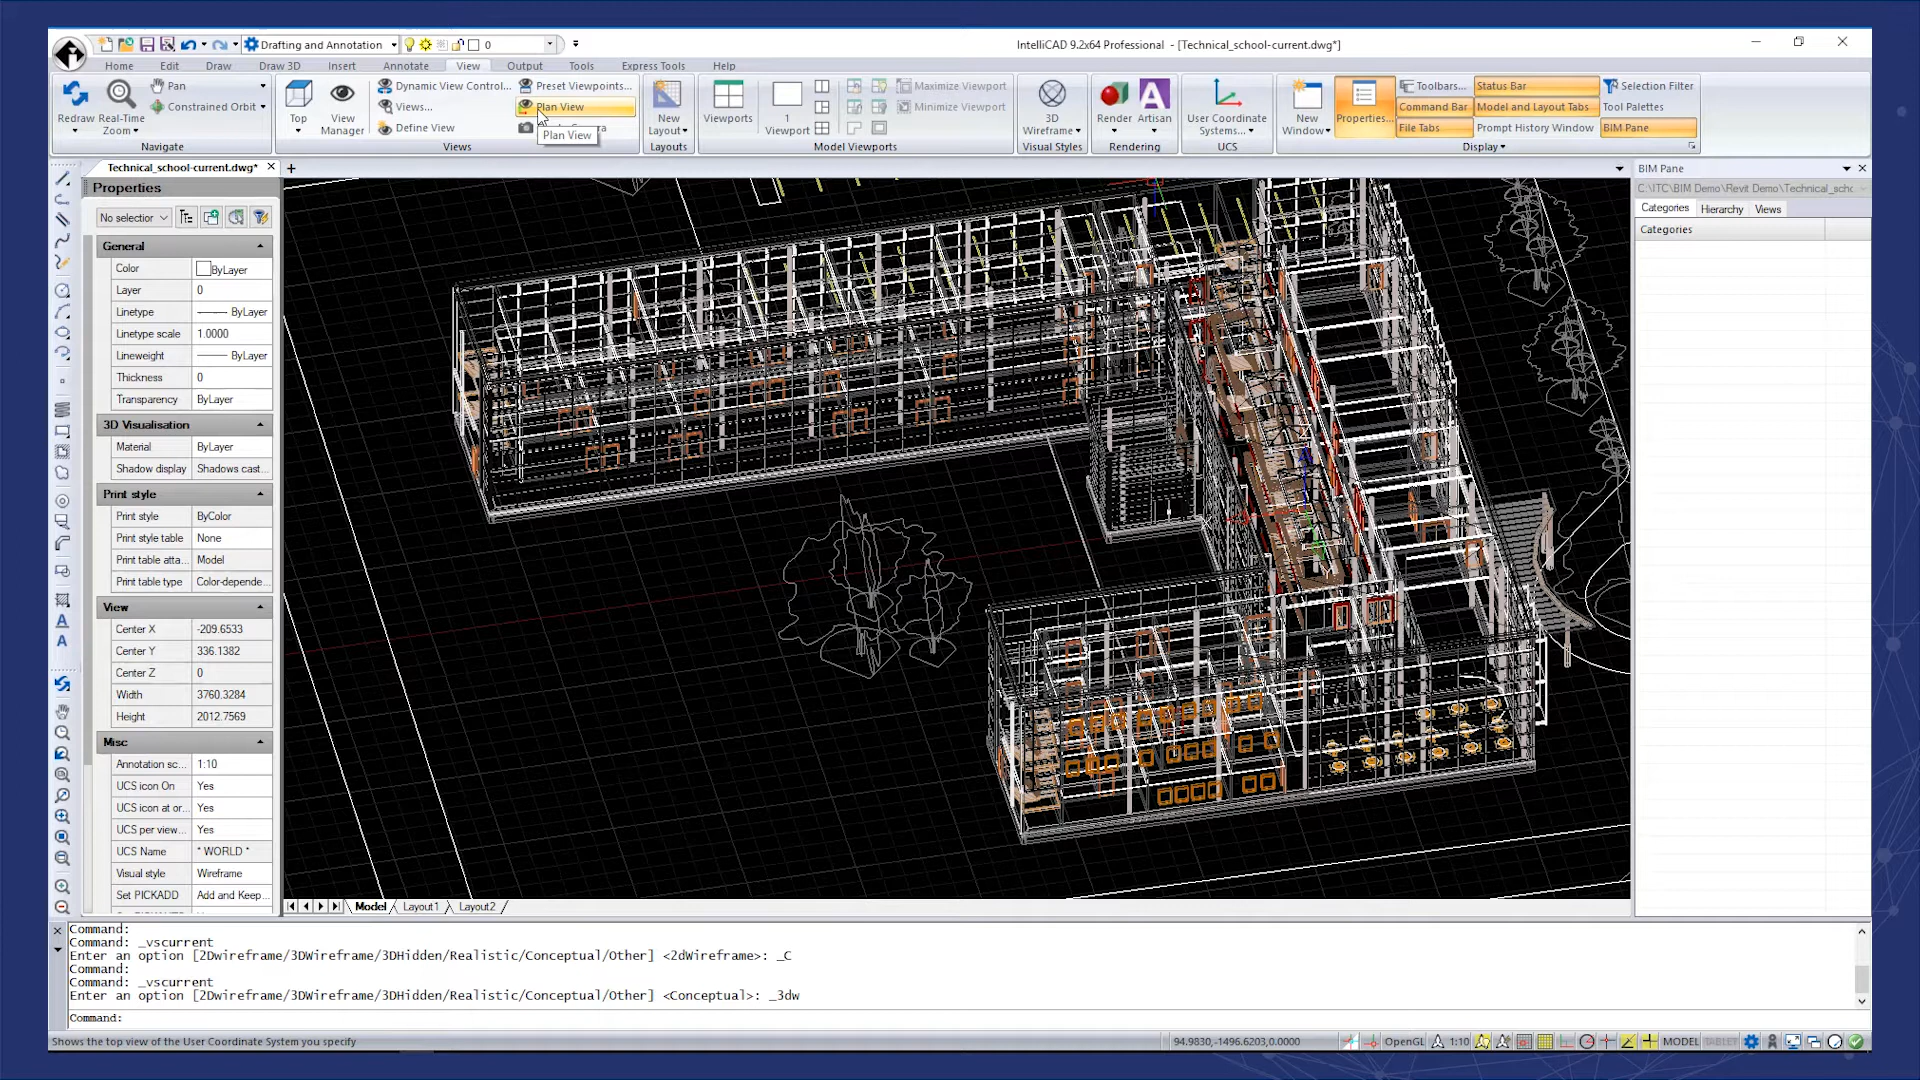 Drafting and Annotation
0
IntelliCAD 9.2x64 Professional - [Technical_school-current.dwg*]
Home Edit Draw Draw 3D Insert Annotate View Output Tools Express Tools Help
Redraw
Real-Time Zoom
Pan
Constrained Orbit
Navigate
Top
View Manager
Dynamic View Control...
Views...
Define View
Preset Viewpoints...
Plan View
Plan View
Views
New Layout
Layouts
Viewports
1 Viewport
Maximize Viewport
Minimize Viewport
Model Viewports
3D Wireframe
Visual Styles
Render
Artisan
Rendering
User Coordinate Systems...
UCS
New Window
Properties...
Toolbars...
Command Bar
File Tabs
Status Bar
Model and Layout Tabs
Prompt History Window
Selection Filter
Tool Palettes
BIM Pane
Display
Technical_school-current.dwg*
Properties
No selection
General
Color ByLayer
Layer 0
Linetype ByLayer
Linetype scale 1.0000
Lineweight ByLayer
Thickness 0
Transparency ByLayer
3D Visualisation
Material ByLayer
Shadow display Shadows cast...
Print style
Print style ByColor
Print style table None
Print table atta... Model
Print table type Color-depende...
View
Center X -209.6533
Center Y 336.1382
Center Z 0
Width 3760.3284
Height 2012.7569
Misc
Annotation sc... 1:10
UCS icon On Yes
UCS icon at or... Yes
UCS per view... Yes
UCS Name * WORLD *
Visual style Wireframe
Set PICKADD Add and Keep...
BIM Pane
C:\ITC\BIM Demo\Revit Demo\Technical_scho
Categories Hierarchy Views
Categories
Model Layout1 Layout2
Command:
Command: _vscurrent
Enter an option [2Dwireframe/3DWireframe/3DHidden/Realistic/Conceptual/Other] <2dWireframe>: _C
Command:
Command: _vscurrent
Enter an option [2Dwireframe/3DWireframe/3DHidden/Realistic/Conceptual/Other] <Conceptual>: _3dw
Command:
Shows the top view of the User Coordinate System you specify
94.9830,-1496.6203,0.0000
OpenGL
1:10
MODEL
TABLET